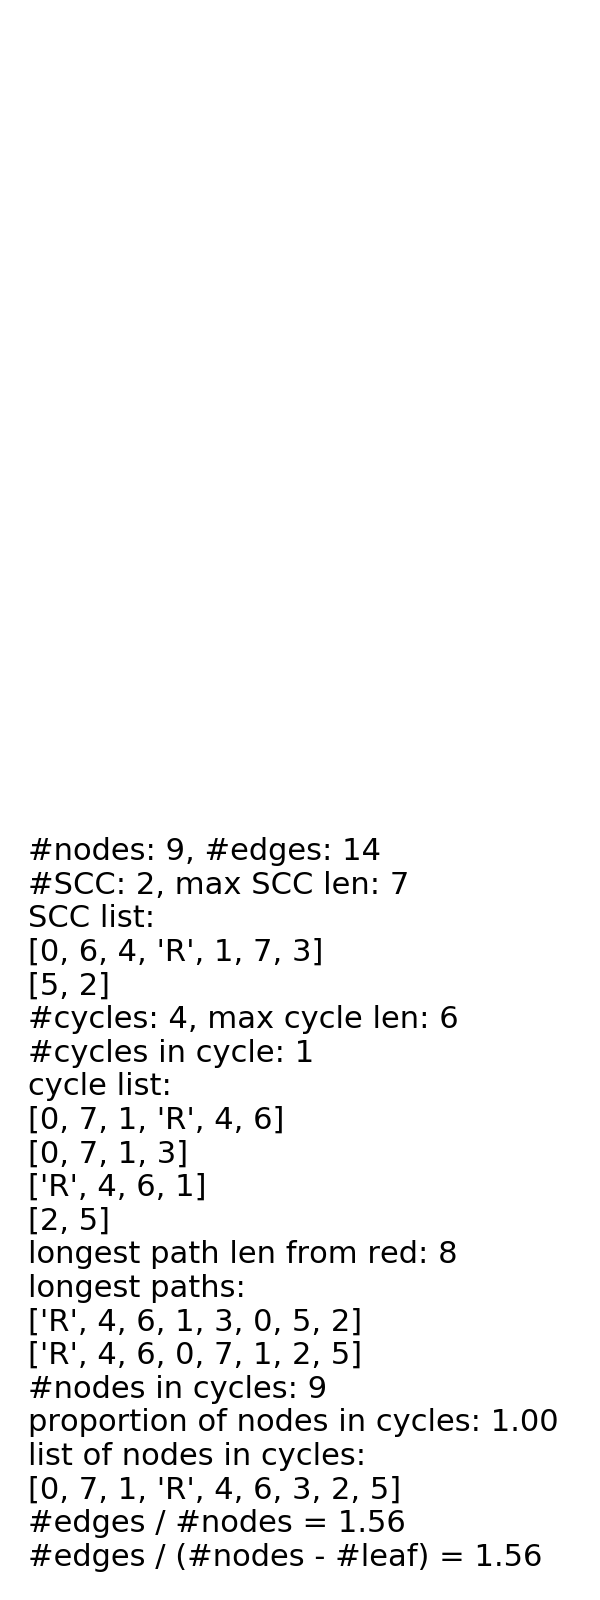 #nodes: 9, #edges: 14
#SCC: 2, max SCC len: 7
SCC list:
[0, 6, 4, 'R', 1, 7, 3]
[5, 2]
#cycles: 4, max cycle len: 6
#cycles in cycle: 1
cycle list:
[0, 7, 1, 'R', 4, 6]
[0, 7, 1, 3]
['R', 4, 6, 1]
[2, 5]
longest path len from red: 8
longest paths:
['R', 4, 6, 1, 3, 0, 5, 2]
['R', 4, 6, 0, 7, 1, 2, 5]
#nodes in cycles: 9
proportion of nodes in cycles: 1.00
list of nodes in cycles:
[0, 7, 1, 'R', 4, 6, 3, 2, 5]
#edges / #nodes = 1.56
#edges / (#nodes - #leaf) = 1.56